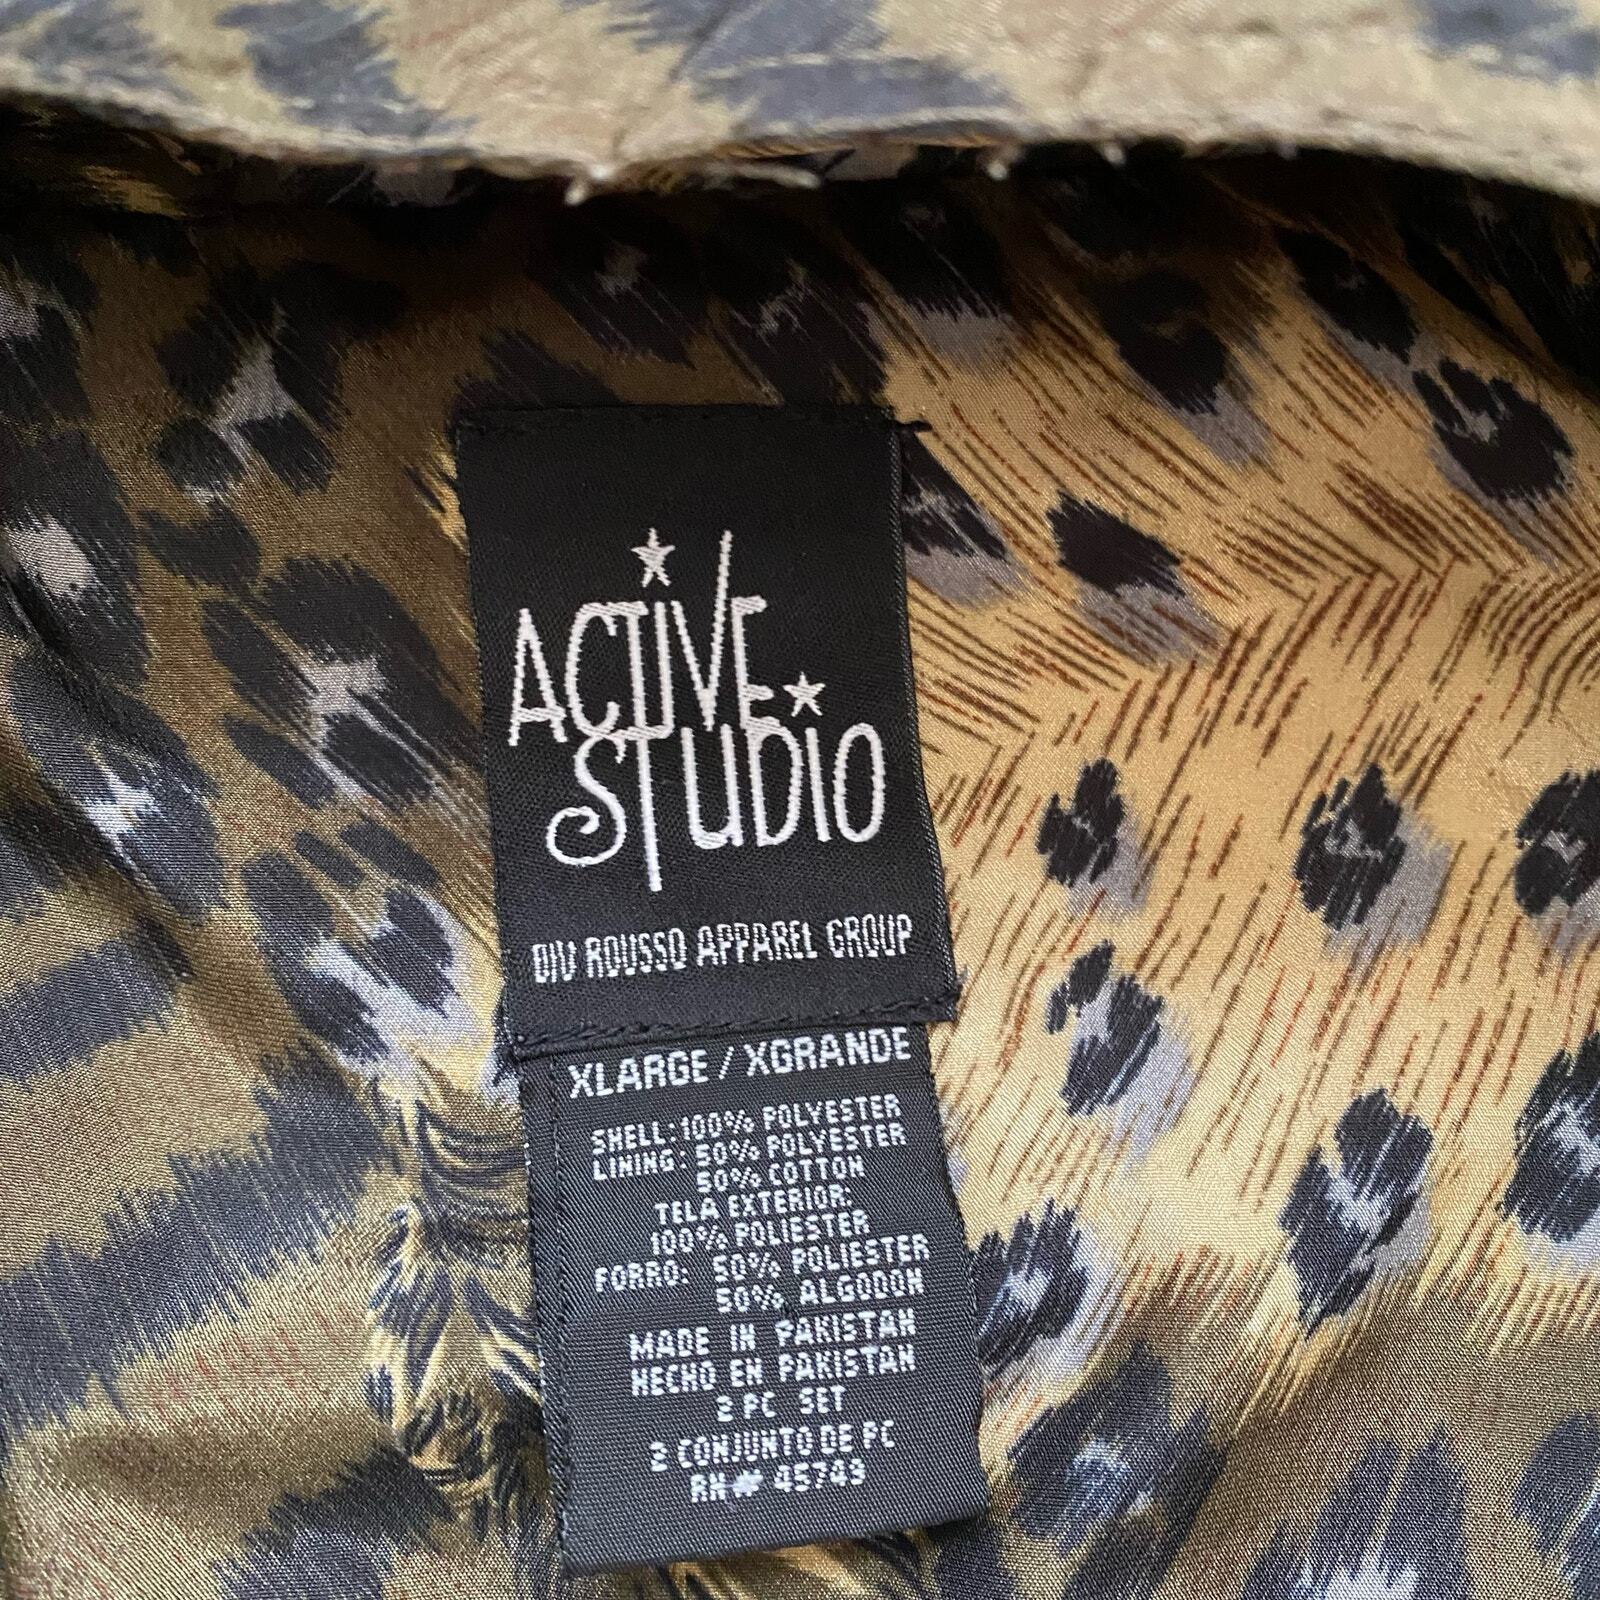 ACTIVE
STUDIO
DIV ROUSSO APPAREL GROUP
XLARGE / XGRANDE
SHELL: 100% POLYESTER
LINING: 50% POLYESTER
50% COTTON
TELA EXTERIOR:
100% POLIESTER
FORRO: 50% POLIESTER
50% ALGODON
MADE IN PAKISTAN
HECHO EN PAKISTAN
2 PC SET
2 CONJUNTO DE PC
RN# 45749